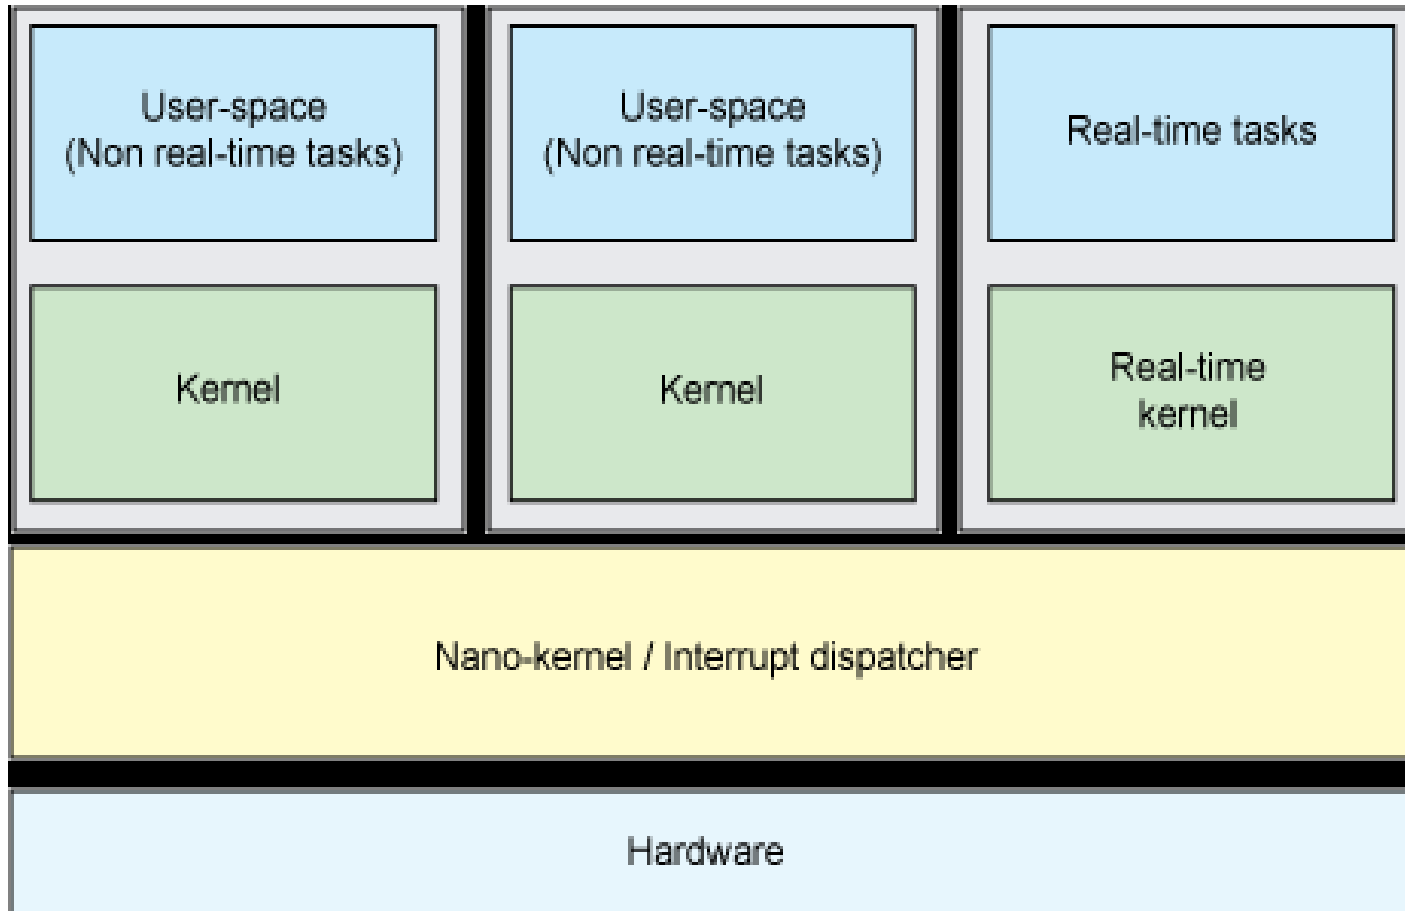 User-space
(Non real-time tasks)
User-space
(Non real-time tasks)
Real-time tasks
Kernel
Kernel
Real-time
kernel
Nano-kernel / Interrupt dispatcher
Hardware